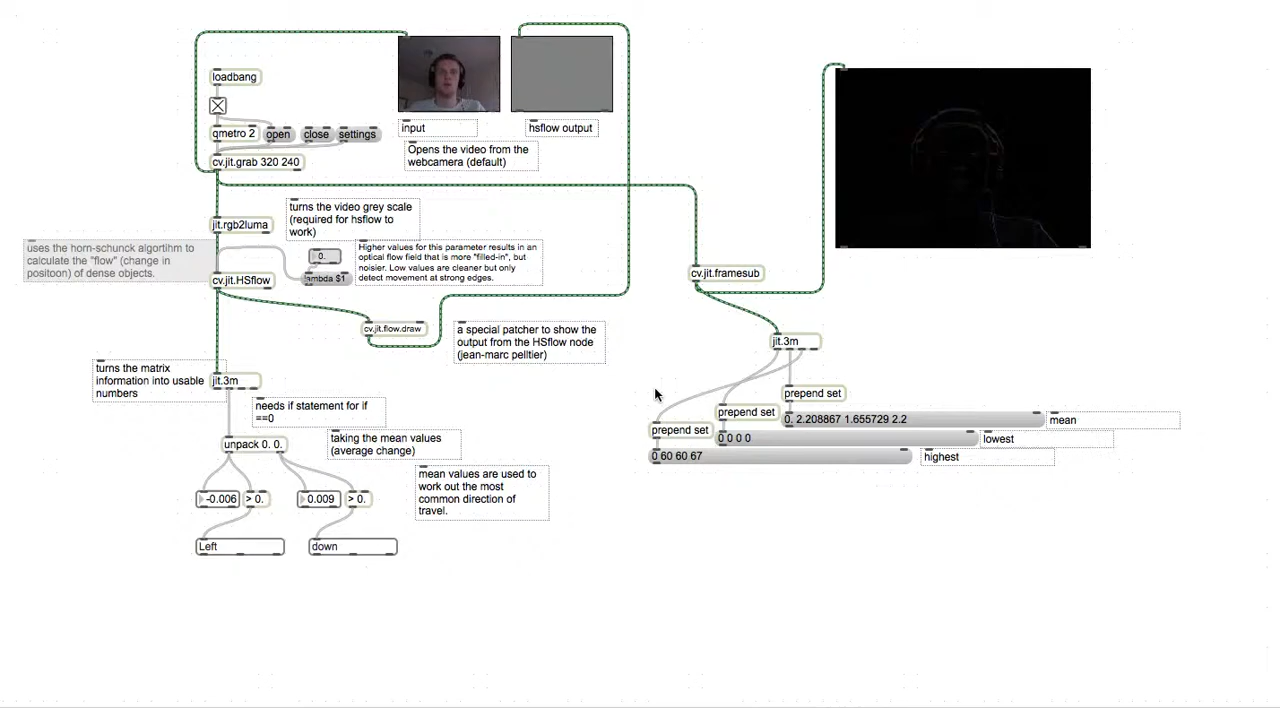 loadbang
qmetro 2
open
close
settings
cv.jit.grab 320 240
input
hsflow output
Opens the video from the
webcamera (default)
jit.rgb2luma
turns the video grey scale
(required for hsflow to
work)
uses the horn-schunck algortihm to
calculate the "flow" (change in
positoon) of dense objects.
0.
lambda $1
Higher values for this parameter results in an
optical flow field that is more "filled-in", but
noisier. Low values are cleaner but only
detect movement at strong edges.
cv.jit.HSflow
cv.jit.framesub
cv.jit.flow.draw
a special patcher to show the
output from the HSflow node
(jean-marc pelltier)
jit.3m
turns the matrix
information into usable
numbers
jit.3m
needs if statement for if
==0
prepend set
0. 2.208867 1.655729 2.2
mean
prepend set
0 0 0 0
lowest
prepend set
0 60 60 67
highest
unpack 0. 0.
taking the mean values
(average change)
mean values are used to
work out the most
common direction of
travel.
-0.006
> 0.
0.009
> 0.
Left
down